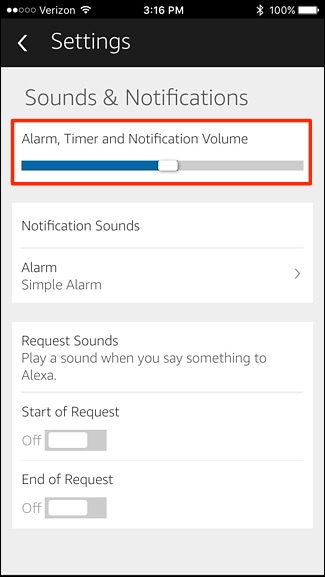 Verizon 3:16 PM 100%
Settings
Sounds & Notifications
Alarm, Timer and Notification Volume
Notification Sounds
Alarm
Simple Alarm
Request Sounds
Play a sound when you say something to
Alexa.
Start of Request
Off
End of Request
Off